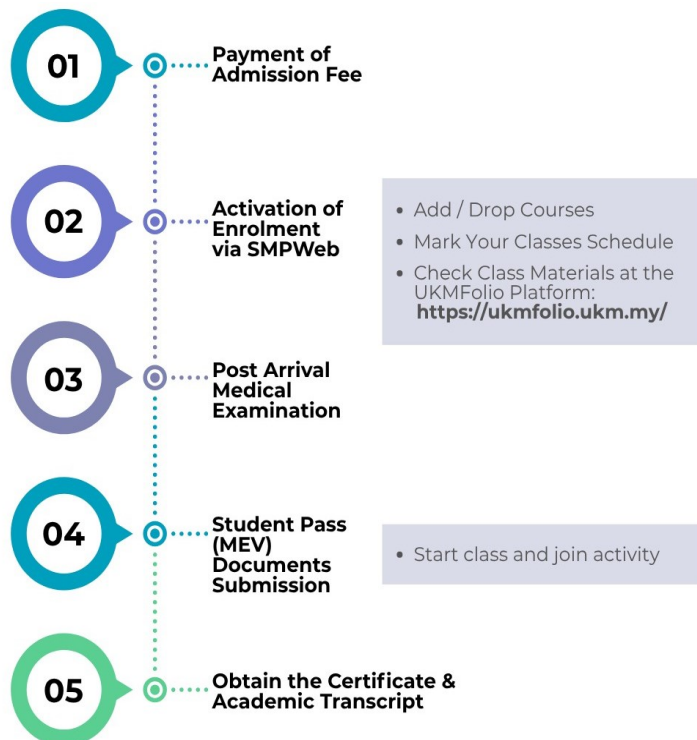 01
Payment of
Admission Fee
02
Activation of
Enrolment
via SMPWeb
• Add / Drop Courses
• Mark Your Classes Schedule
• Check Class Materials at the
UKMFolio Platform:
https://ukmfolio.ukm.my/
03
Post Arrival
Medical
Examination
04
Student Pass
(MEV)
Documents
Submission
• Start class and join activity
05
Obtain the Certificate &
Academic Transcript